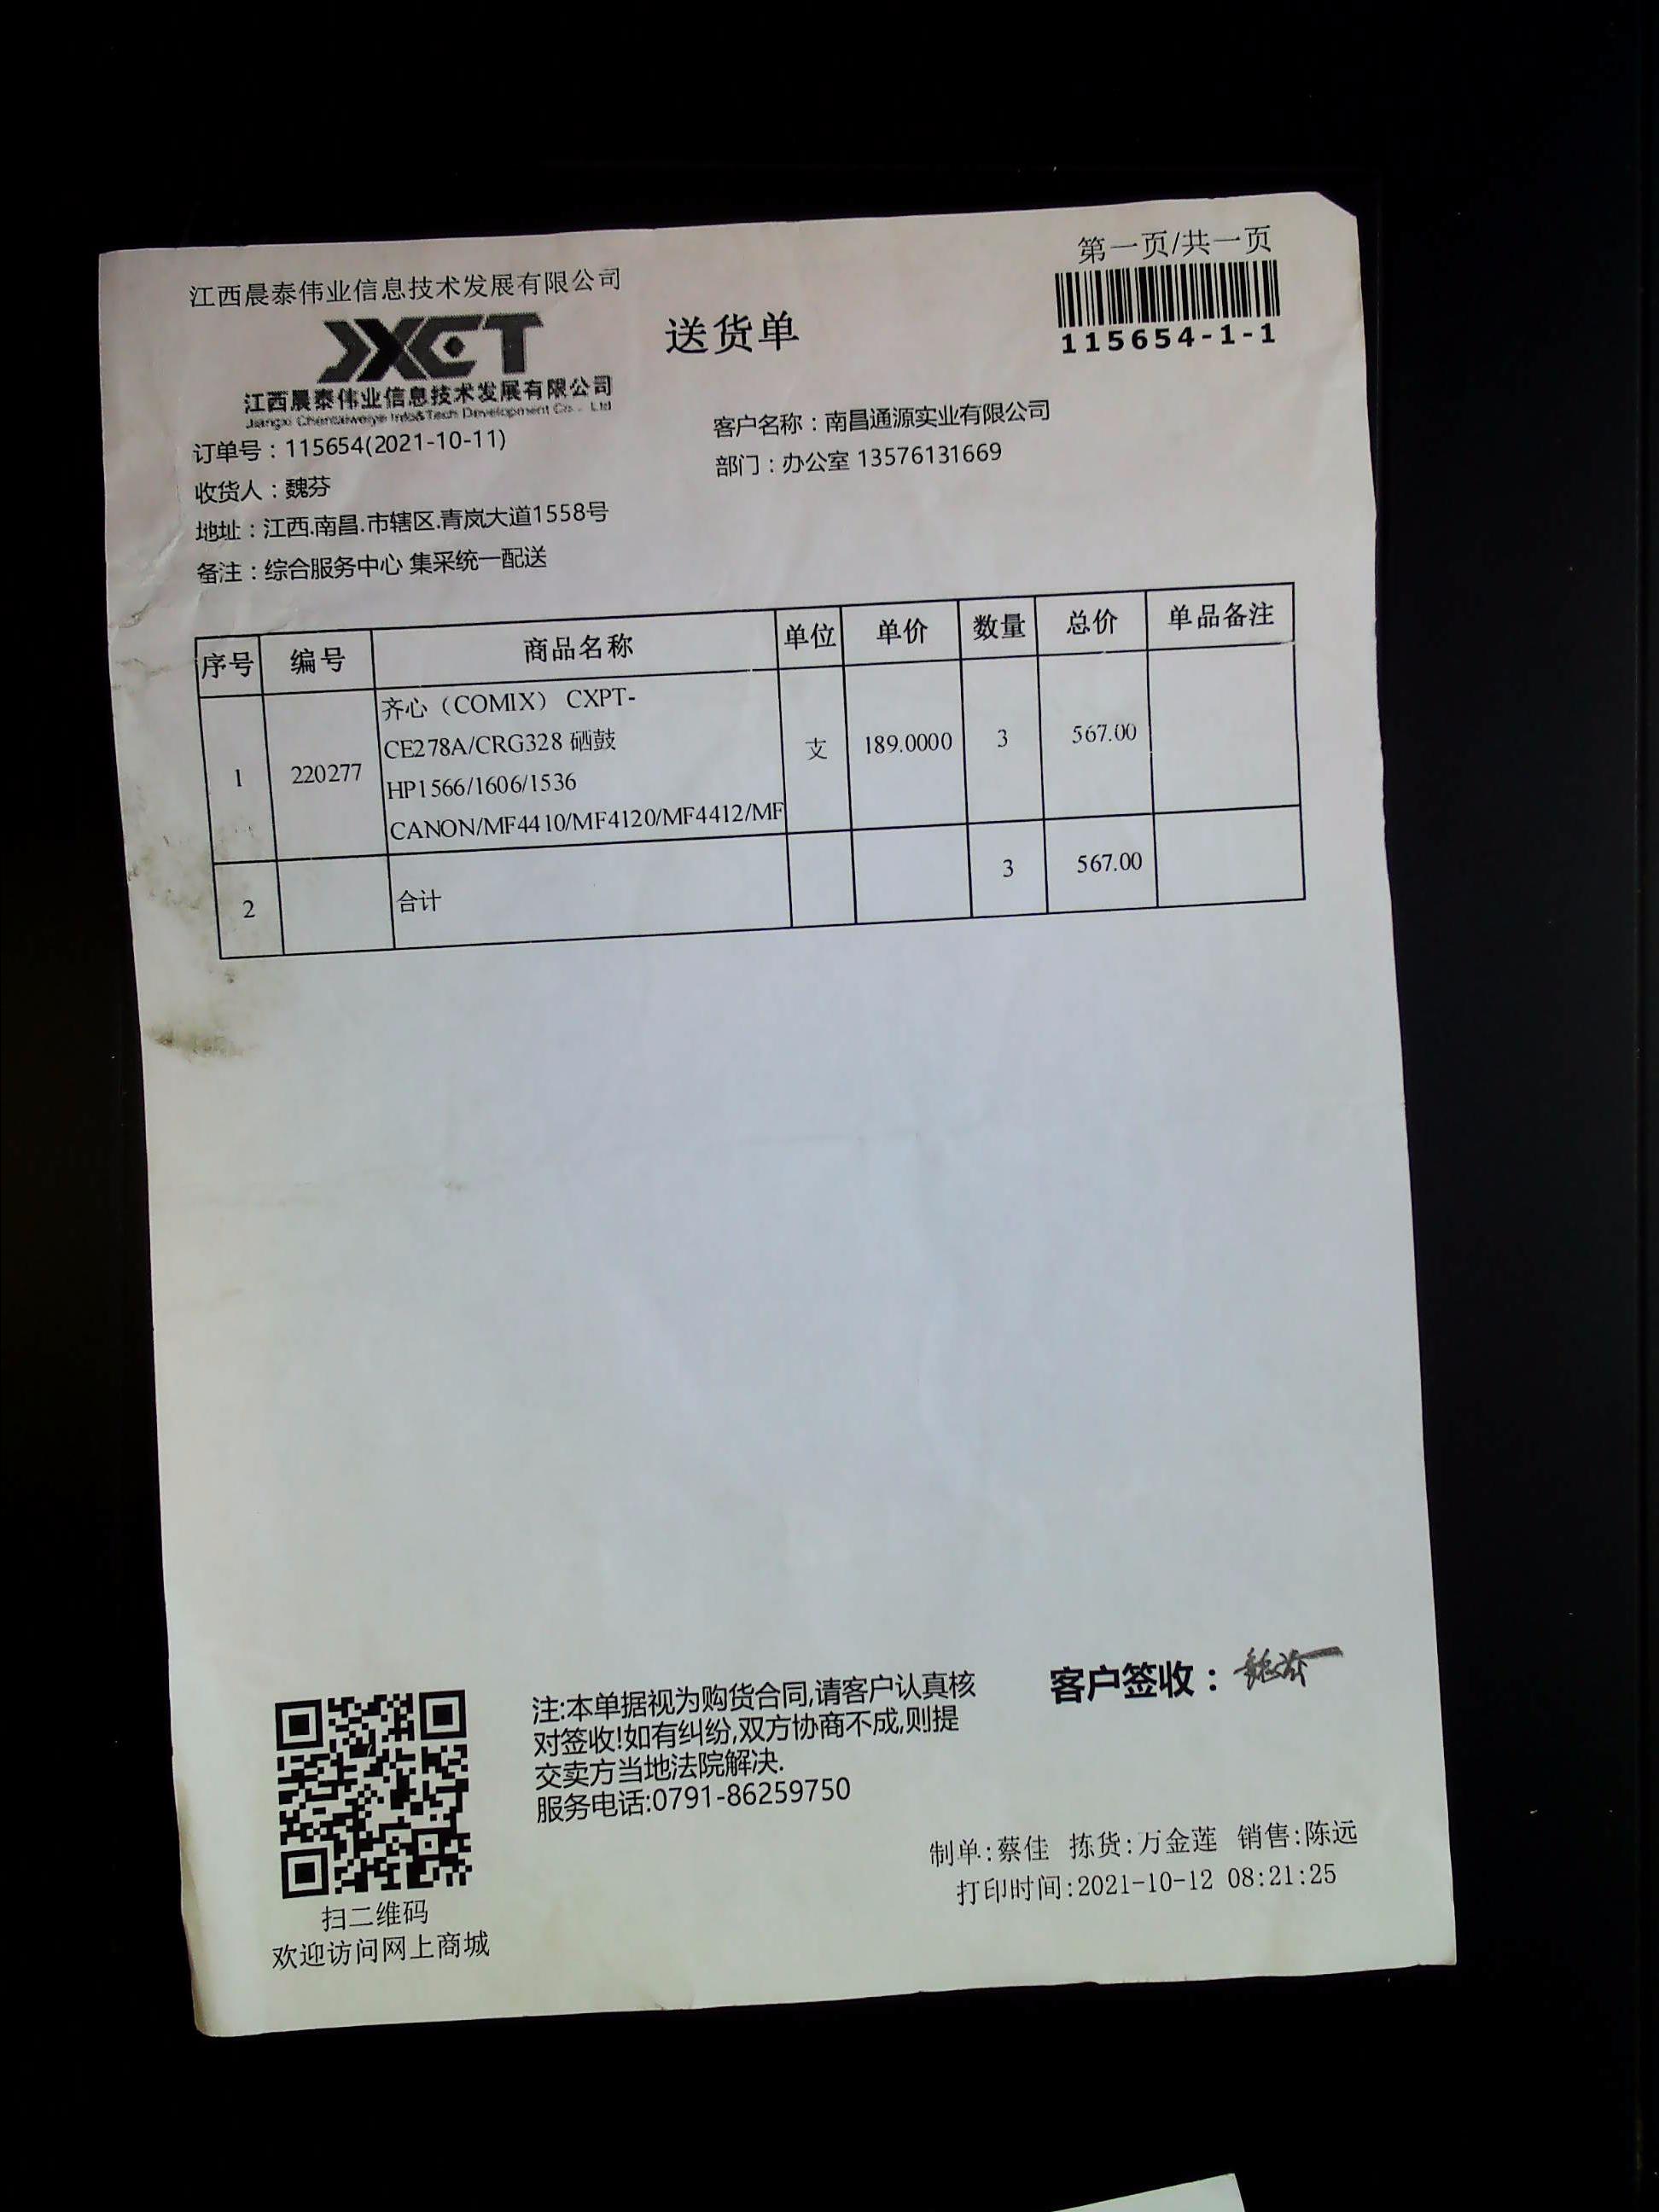 第一页/共一页
江西晨泰伟业信息技术发展有限公司
115654-1-1
送货单
JXCT
江西晨泰伟业信息技术发展有限公司
Jiangxi Chentaiweiye Info&Tech Development Co., Ltd
订单号：115654(2021-10-11)
客户名称：南昌通源实业有限公司
收货人：魏芬
部门：办公室 13576131669
地址：江西.南昌.市辖区.青岚大道1558号
备注：综合服务中心 集采统一配送
序号 编号 商品名称 单位 单价 数量 总价 单品备注
齐心（COMIX） CXPT-
CE278A/CRG328 硒鼓
HP1566/1606/1536
CANON/MF4410/MF4120/MF4412/MF
1 220277 支 189.0000 3 567.00
2 合计 3 567.00
注:本单据视为购货合同,请客户认真核
对签收!如有纠纷,双方协商不成,则提
交卖方当地法院解决.
服务电话:0791-86259750
客户签收：魏芬
制单:蔡佳 拣货:万金莲 销售:陈远
打印时间:2021-10-12 08:21:25
扫二维码
欢迎访问网上商城